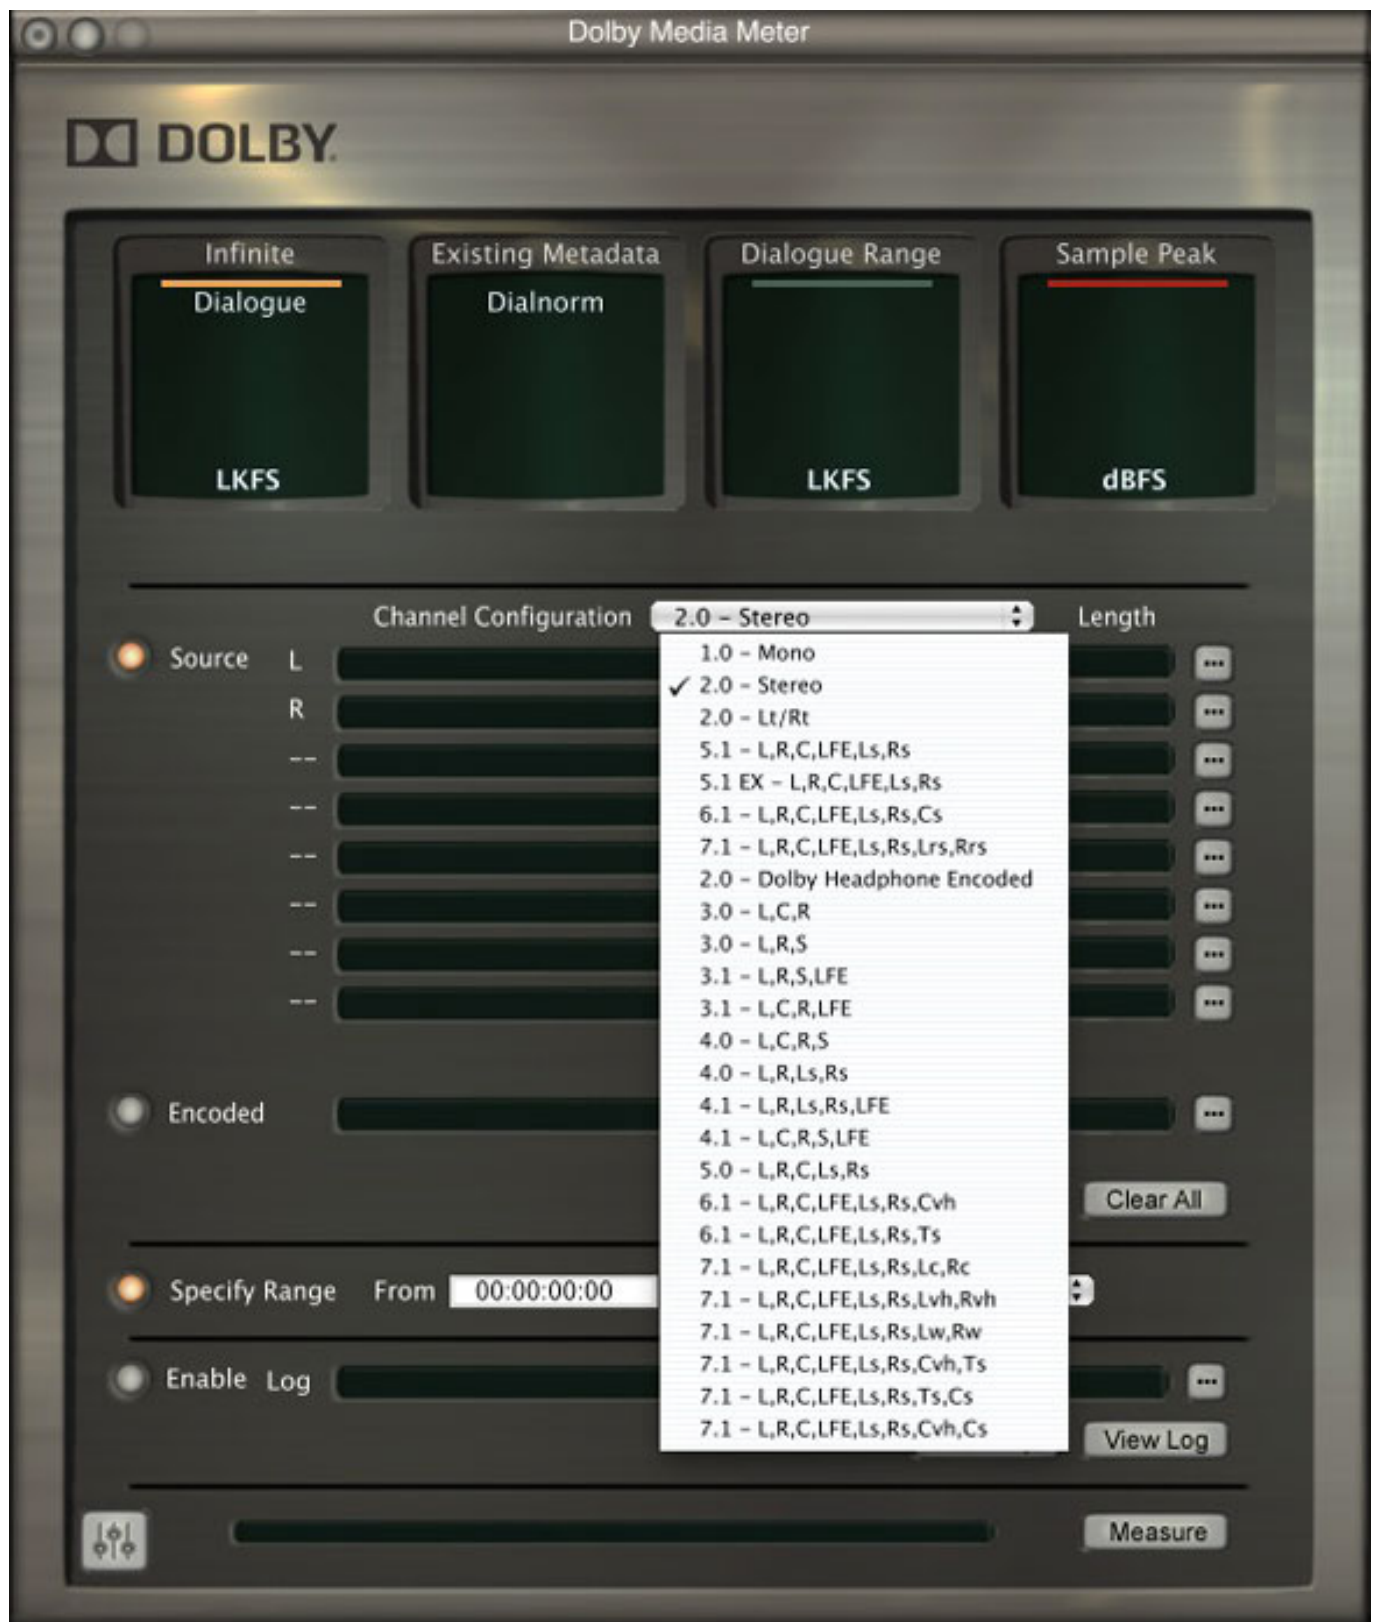 Dolby Media Meter
DOLBY
Infinite
Existing Metadata
Dialogue Range
Sample Peak
Dialogue
Dialnorm
LKFS
LKFS
dBFS
Channel Configuration
2.0 – Stereo
Length
1.0 – Mono
✓ 2.0 – Stereo
2.0 – Lt/Rt
5.1 – L,R,C,LFE,Ls,Rs
5.1 EX – L,R,C,LFE,Ls,Rs
6.1 – L,R,C,LFE,Ls,Rs,Cs
7.1 – L,R,C,LFE,Ls,Rs,Lrs,Rrs
2.0 – Dolby Headphone Encoded
3.0 – L,C,R
3.0 – L,R,S
3.1 – L,R,S,LFE
3.1 – L,C,R,LFE
4.0 – L,C,R,S
4.0 – L,R,Ls,Rs
4.1 – L,R,Ls,Rs,LFE
4.1 – L,C,R,S,LFE
5.0 – L,R,C,Ls,Rs
6.1 – L,R,C,LFE,Ls,Rs,Cvh
6.1 – L,R,C,LFE,Ls,Rs,Ts
7.1 – L,R,C,LFE,Ls,Rs,Lc,Rc
7.1 – L,R,C,LFE,Ls,Rs,Lvh,Rvh
7.1 – L,R,C,LFE,Ls,Rs,Lw,Rw
7.1 – L,R,C,LFE,Ls,Rs,Cvh,Ts
7.1 – L,R,C,LFE,Ls,Rs,Ts,Cs
7.1 – L,R,C,LFE,Ls,Rs,Cvh,Cs
Source L
R
--
--
--
--
--
--
Encoded
Clear All
Specify Range From 00:00:00:00
Enable Log
View Log
Measure